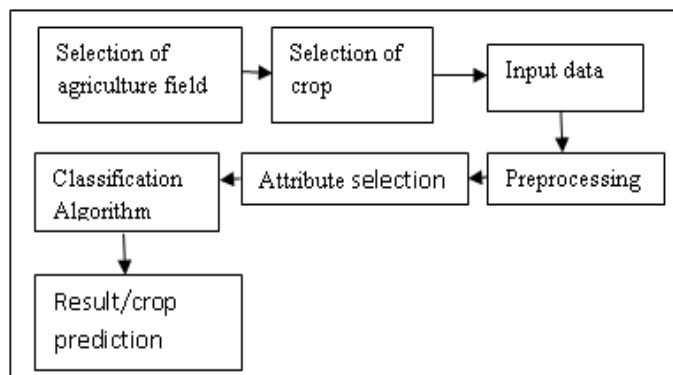 Selection of
agriculture field
Selection of
crop
Input data
Preprocessing
Attribute selection
Classification
Algorithm
Result/crop
prediction